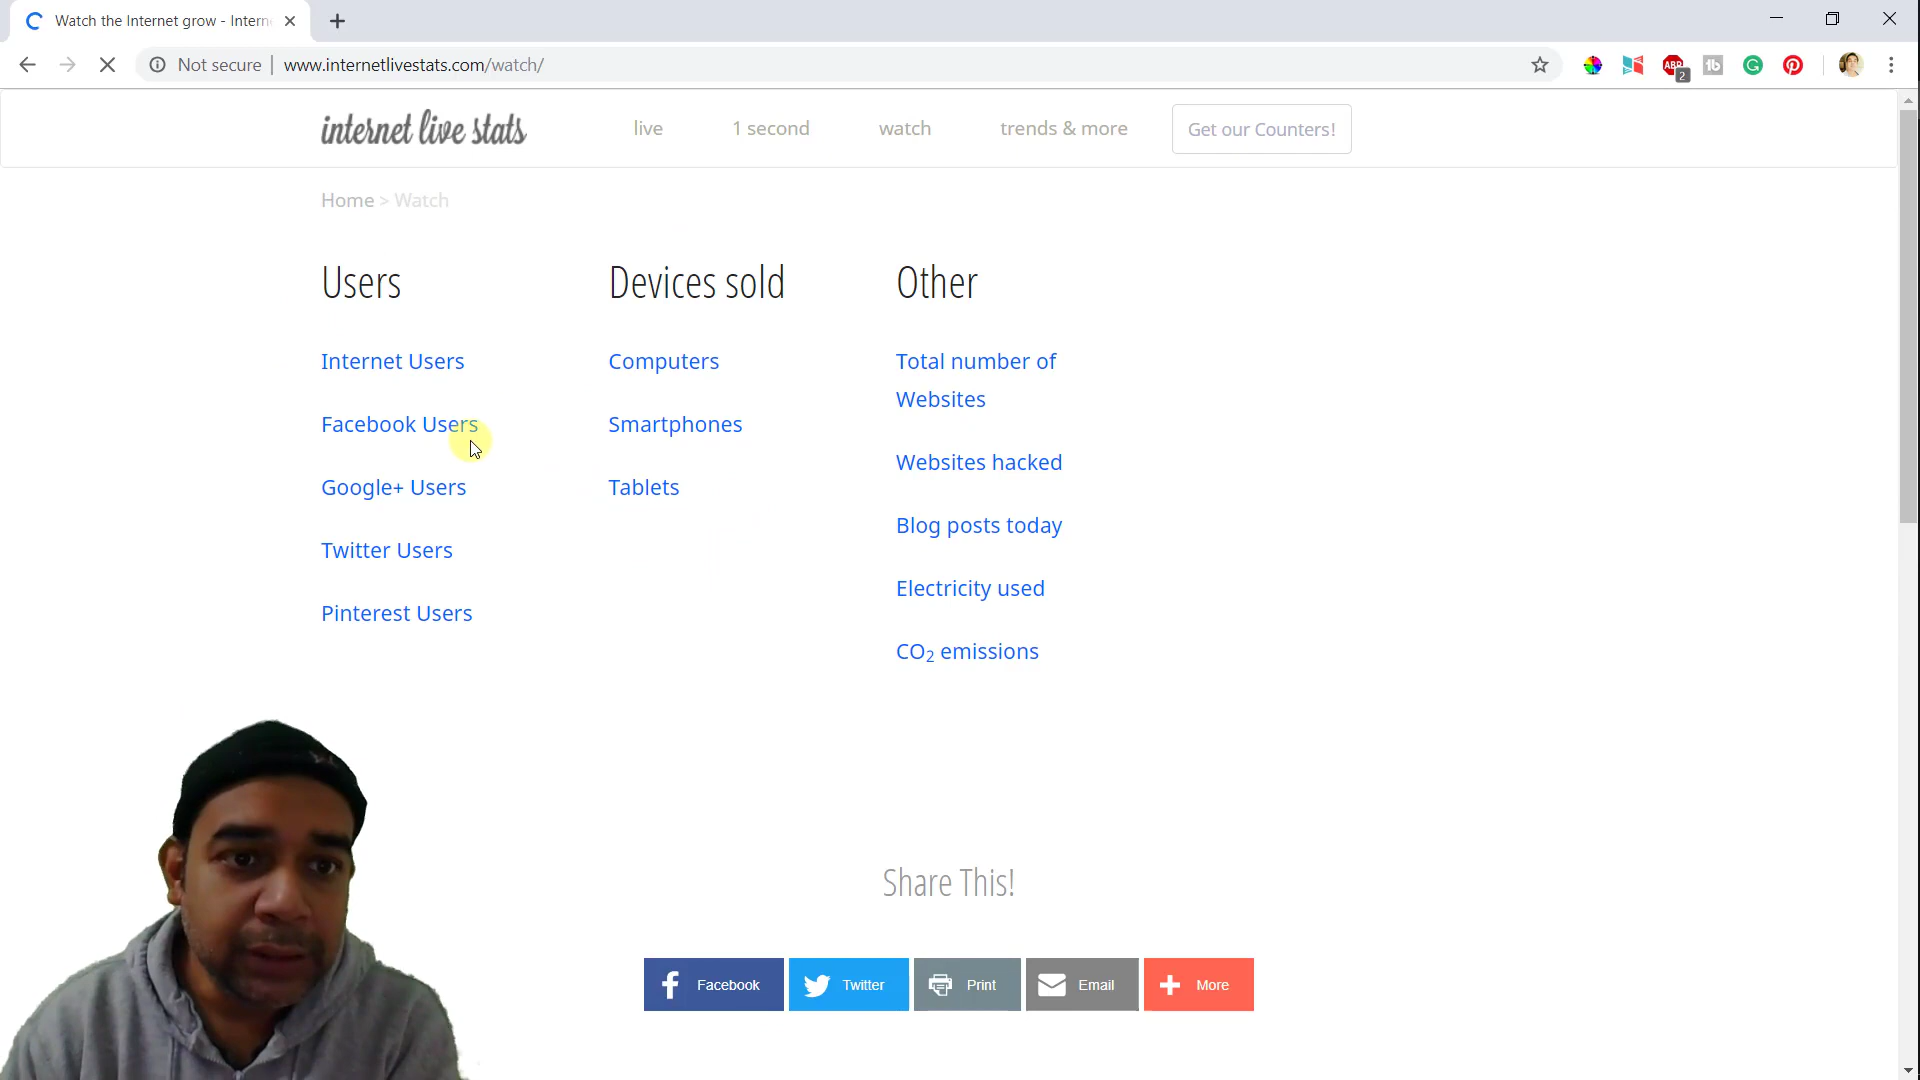 Watch the Internet grow - Intern
Not secure | www.internetlivestats.com/watch/
ABP
2
tb
internet live stats
live
1 second
watch
trends & more
Get our Counters!
Home > Watch
Users
Devices sold
Other
Internet Users
Computers
Total number of
Websites
Facebook Users
Smartphones
Websites hacked
Google+ Users
Tablets
Blog posts today
Twitter Users
Electricity used
Pinterest Users
CO₂ emissions
Share This!
Facebook
Twitter
Print
Email
More